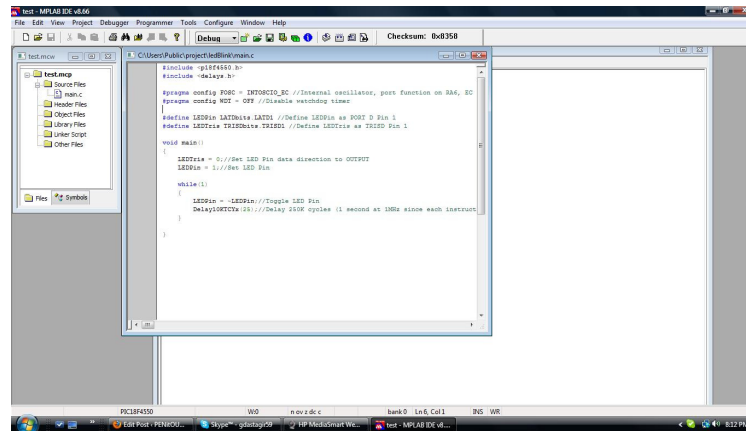 test - MPLAB IDE v8.66
File Edit View Project Debugger Programmer Tools Configure Window Help
Debug
Checksum: 0x8358
test.mcw
test.mcp
Source Files
main.c
Header Files
Object Files
Library Files
Linker Script
Other Files
Files Symbols
C:\Users\Public\project\ledBlink\main.c
#include <p18f4550.h>
#include <delays.h>
#pragma config FOSC = INTOSCIO_EC //Internal oscillator, port function on RA6, EC
#pragma config WDT = OFF //Disable watchdog timer
#define LEDPin LATDbits.LATD1 //Define LEDPin as PORT D Pin 1
#define LEDTris TRISDbits.TRISD1 //Define LEDTris as TRISD Pin 1
void main()
{
LEDTris = 0;//Set LED Pin data direction to OUTPUT
LEDPin = 1;//Set LED Pin
while(1)
{
LEDPin = ~LEDPin;//Toggle LED Pin
Delay10KTCYx(25);//Delay 250K cycles (1 second at 1MHz since each instruct
}
}
PIC18F4550 W:0 n ov z dc c bank 0 Ln 6, Col 1 INS WR
Edit Post ‹ PENitOU... Skype™ - gdastagir59 HP MediaSmart We... test - MPLAB IDE v8.... 8:12 PM